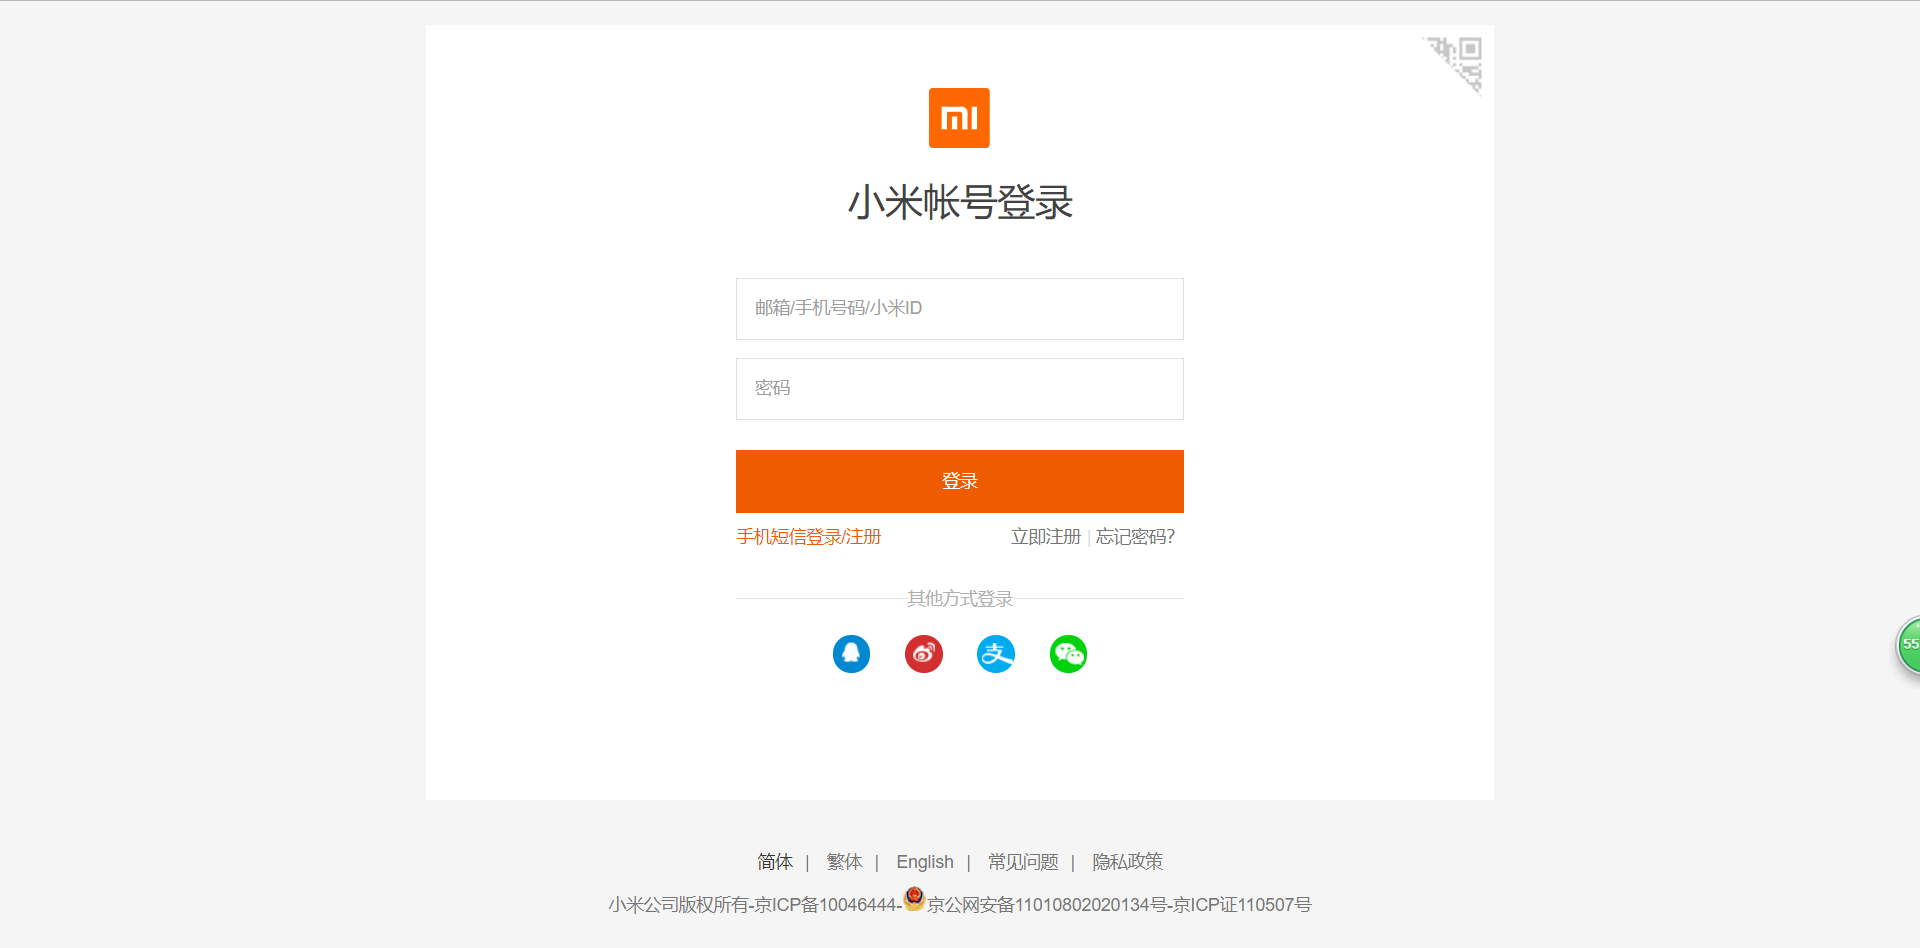 小米帐号登录
邮箱/手机号码/小米ID
密码
登录
手机短信登录/注册 立即注册 | 忘记密码?
其他方式登录
55
简体 | 繁体 | English | 常见问题 | 隐私政策
小米公司版权所有-京ICP备10046444-京公网安备11010802020134号-京ICP证110507号